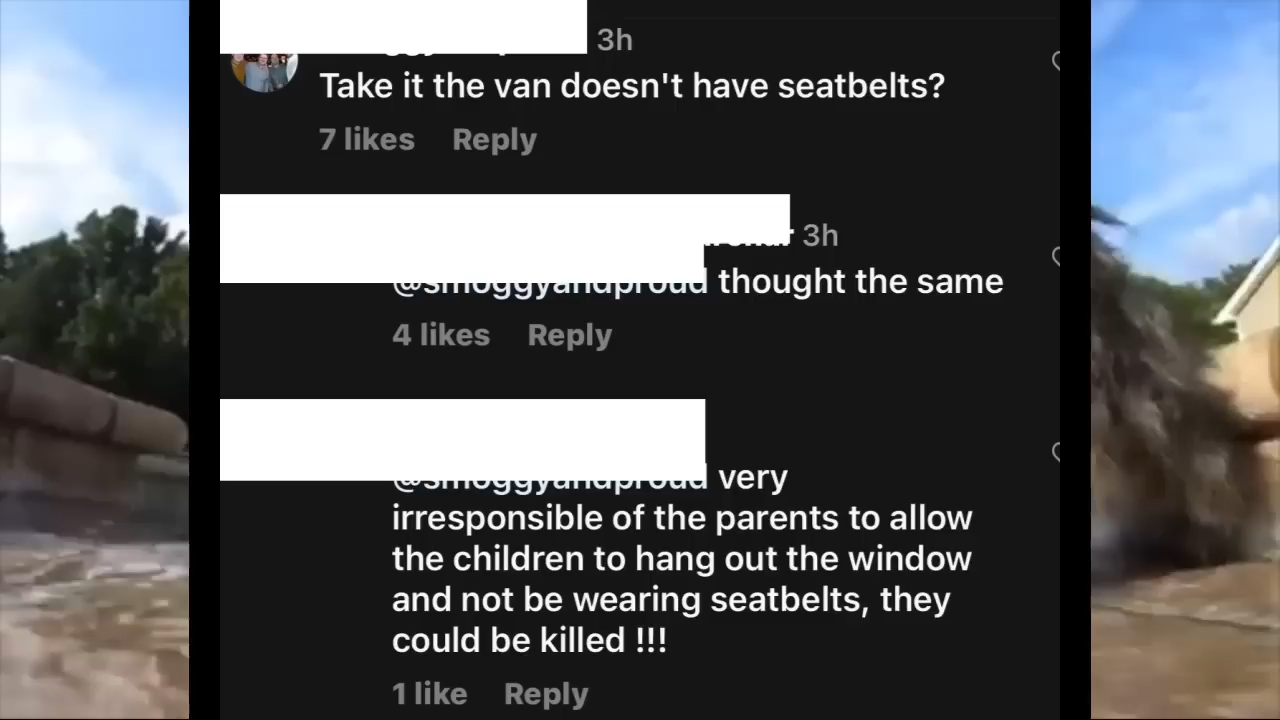 3h
Take it the van doesn't have seatbelts?
7 likes Reply
3h
@smoggyandproud thought the same
4 likes Reply
@smoggyandproud very
irresponsible of the parents to allow
the children to hang out the window
and not be wearing seatbelts, they
could be killed !!!
1 like Reply